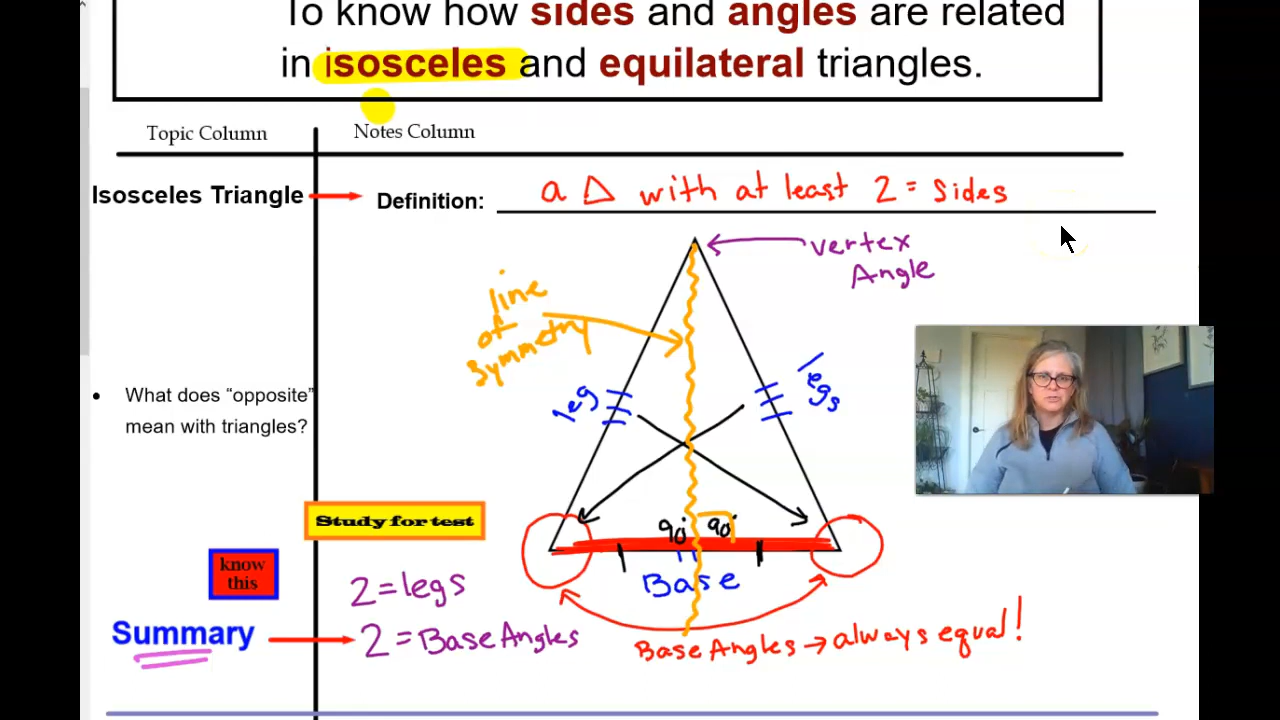 To know how sides and angles are related
in isosceles and equilateral triangles.
Topic Column
Notes Column
Isosceles Triangle
Definition: a △ with at least 2 = sides
vertex
Angle
line
of
symmetry
leg
legs
What does “opposite”
mean with triangles?
Study for test
90°
90°
Base
know
this
2 = legs
Summary
2 = Base Angles
Base Angles → always equal!